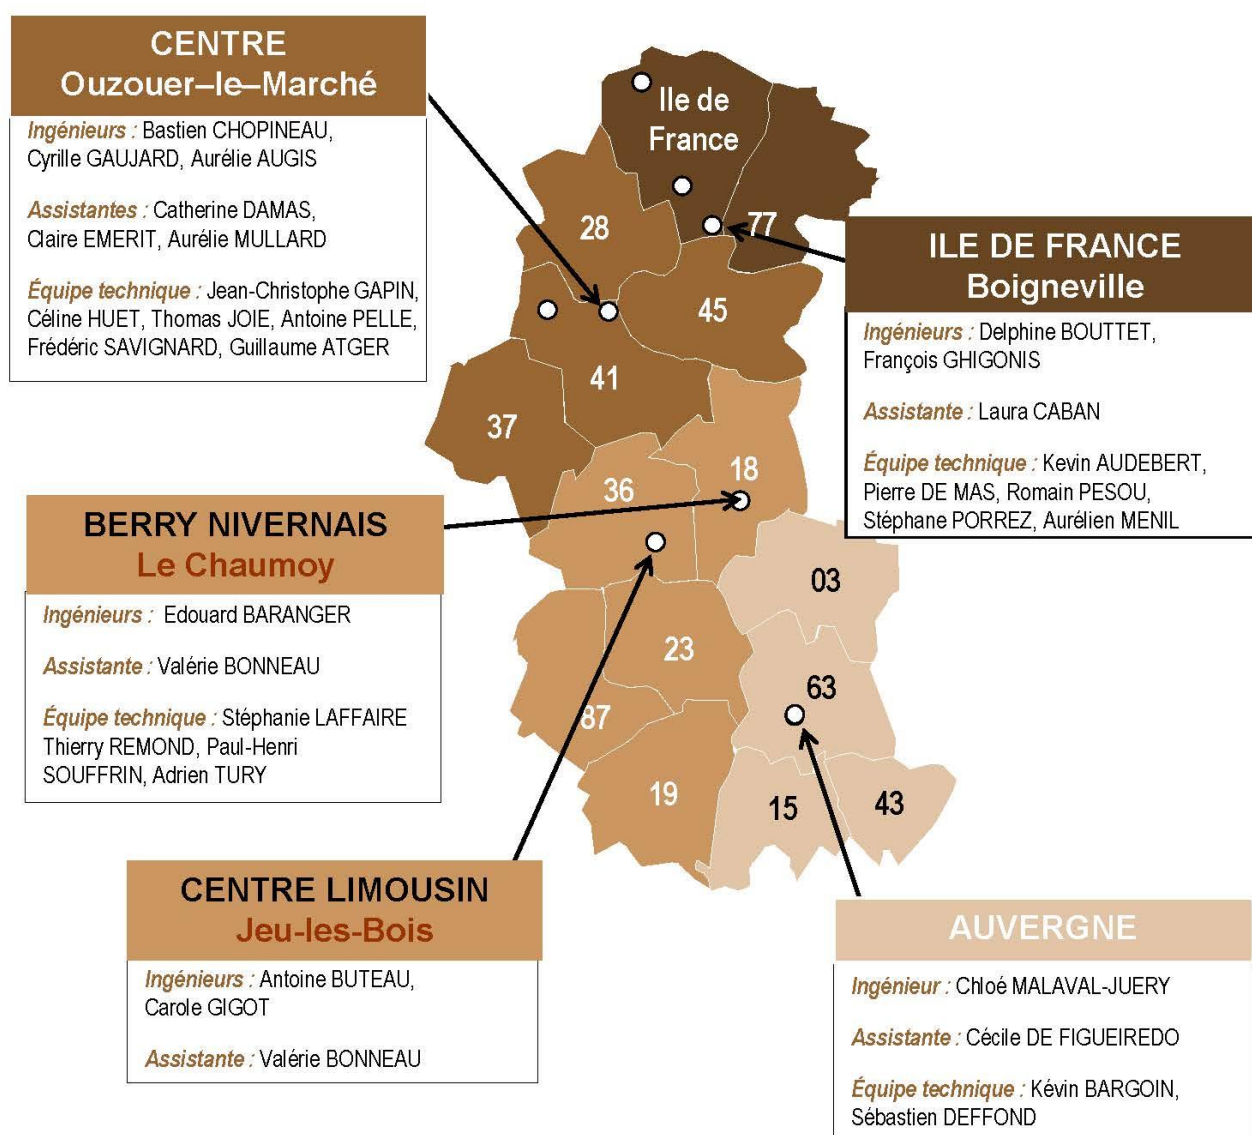 CENTRE
Ouzouer–le–Marché
Ingénieurs : Bastien CHOPINEAU,
Cyrille GAUJARD, Aurélie AUGIS
Assistantes : Catherine DAMAS,
Claire EMERIT, Aurélie MULLARD
Équipe technique : Jean-Christophe GAPIN,
Céline HUET, Thomas JOIE, Antoine PELLE,
Frédéric SAVIGNARD, Guillaume ATGER
Ile de
France
77
28
45
41
37
18
36
03
23
63
87
19
15
43
ILE DE FRANCE
Boigneville
Ingénieurs : Delphine BOUTTET,
François GHIGONIS
Assistante : Laura CABAN
Équipe technique : Kevin AUDEBERT,
Pierre DE MAS, Romain PESOU,
Stéphane PORREZ, Aurélien MENIL
BERRY NIVERNAIS
Le Chaumoy
Ingénieurs : Edouard BARANGER
Assistante : Valérie BONNEAU
Équipe technique : Stéphanie LAFFAIRE
Thierry REMOND, Paul-Henri
SOUFFRIN, Adrien TURY
CENTRE LIMOUSIN
Jeu-les-Bois
Ingénieurs : Antoine BUTEAU,
Carole GIGOT
Assistante : Valérie BONNEAU
AUVERGNE
Ingénieur : Chloé MALAVAL-JUERY
Assistante : Cécile DE FIGUEIREDO
Équipe technique : Kévin BARGOIN,
Sébastien DEFFOND